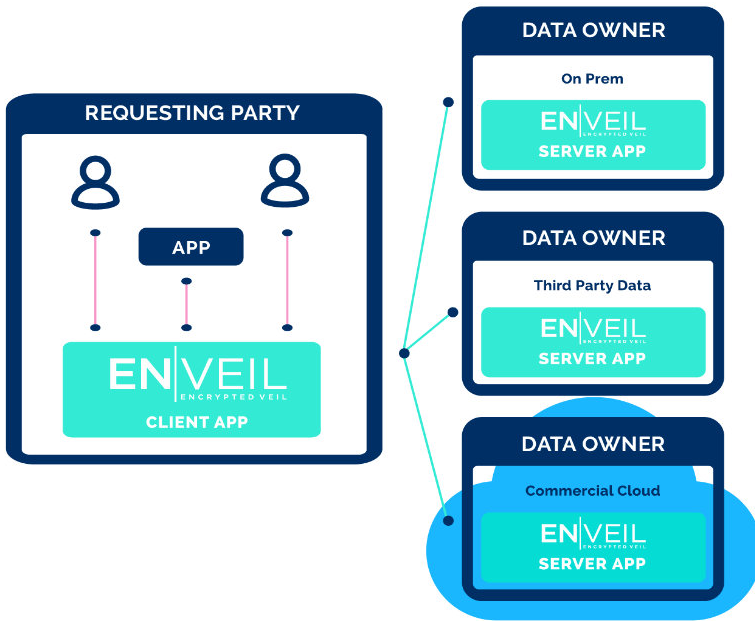 REQUESTING PARTY
APP
EN|VEIL
ENCRYPTED VEIL
CLIENT APP
DATA OWNER
On Prem
EN|VEIL
ENCRYPTED VEIL
SERVER APP
DATA OWNER
Third Party Data
EN|VEIL
ENCRYPTED VEIL
SERVER APP
DATA OWNER
Commercial Cloud
EN|VEIL
ENCRYPTED VEIL
SERVER APP